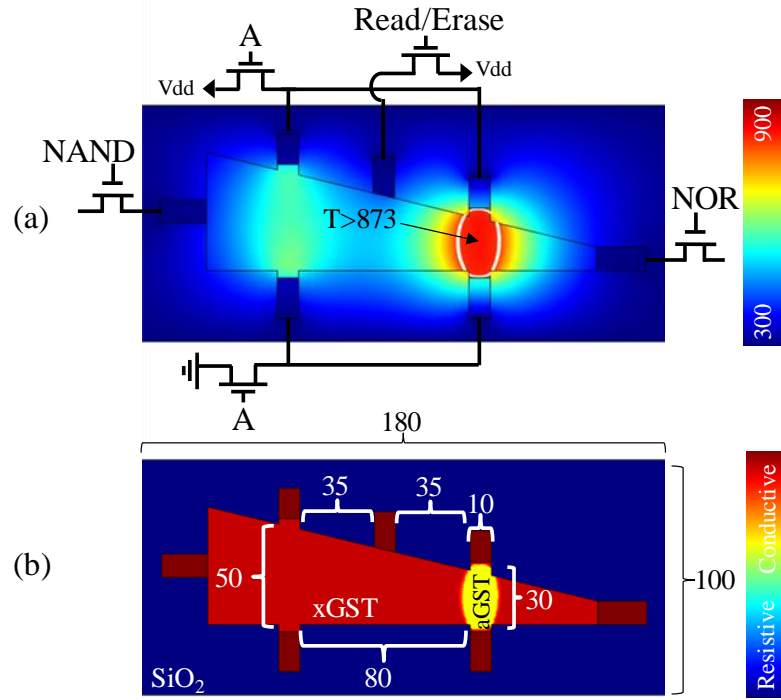 A
Read/Erase
Vdd
Vdd
NAND
NOR
(a)
T>873
900
300
A
180
35
35
10
(b)
50
xGST
aGST
30
100
80
SiO₂
Resistive Conductive